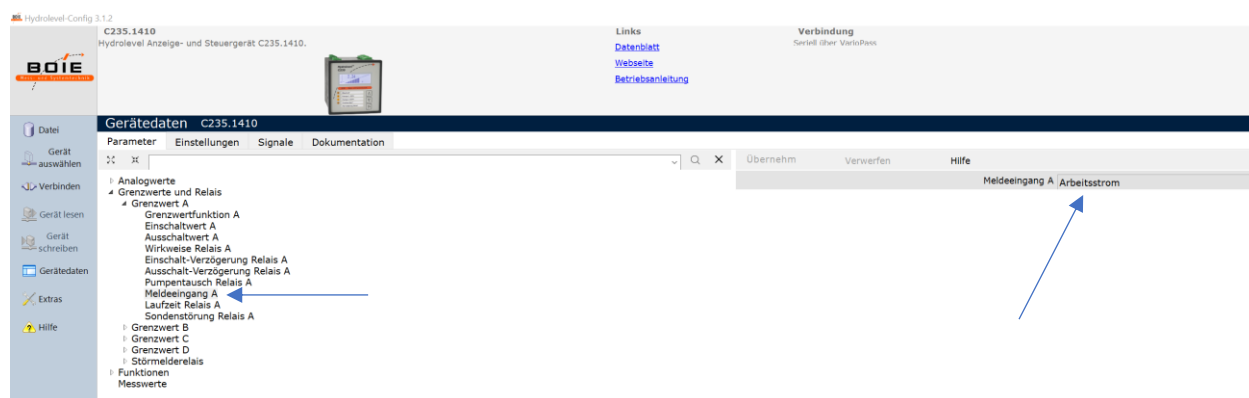 Hydrolevel-Config 3.1.2
C235.1410
Hydrolevel Anzeige- und Steuergerät C235.1410.
Links
Datenblatt
Webseite
Betriebsanleitung
Verbindung
Seriell über VarioPass
BOIE
Gerätedaten C235.1410
Parameter Einstellungen Signale Dokumentation
Datei
Gerät auswählen
Verbinden
Gerät lesen
Gerät schreiben
Gerätedaten
Extras
Hilfe
Analogwerte
Grenzwerte und Relais
Grenzwert A
Grenzwertfunktion A
Einschaltwert A
Ausschaltwert A
Wirkweise Relais A
Einschalt-Verzögerung Relais A
Ausschalt-Verzögerung Relais A
Pumpentausch Relais A
Meldeeingang A
Laufzeit Relais A
Sondenstörung Relais A
Grenzwert B
Grenzwert C
Grenzwert D
Störmelderelais
Funktionen
Messwerte
Übernehm Verwerfen Hilfe
Meldeeingang A Arbeitsstrom